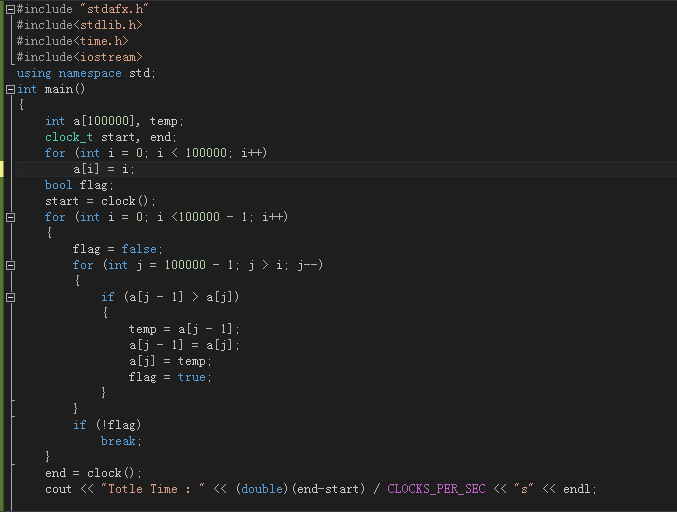 #include "stdafx.h"
#include<stdlib.h>
#include<time.h>
#include<iostream>
using namespace std;
int main()
{
    int a[100000], temp;
    clock_t start, end;
    for (int i = 0; i < 100000; i++)
        a[i] = i;
    bool flag;
    start = clock();
    for (int i = 0; i <100000 - 1; i++)
    {
        flag = false;
        for (int j = 100000 - 1; j > i; j--)
        {
            if (a[j - 1] > a[j])
            {
                temp = a[j - 1];
                a[j - 1] = a[j];
                a[j] = temp;
                flag = true;
            }
        }
        if (!flag)
            break;
    }
    end = clock();
    cout << "Totle Time : " << (double)(end-start) / CLOCKS_PER_SEC << "s" << endl;